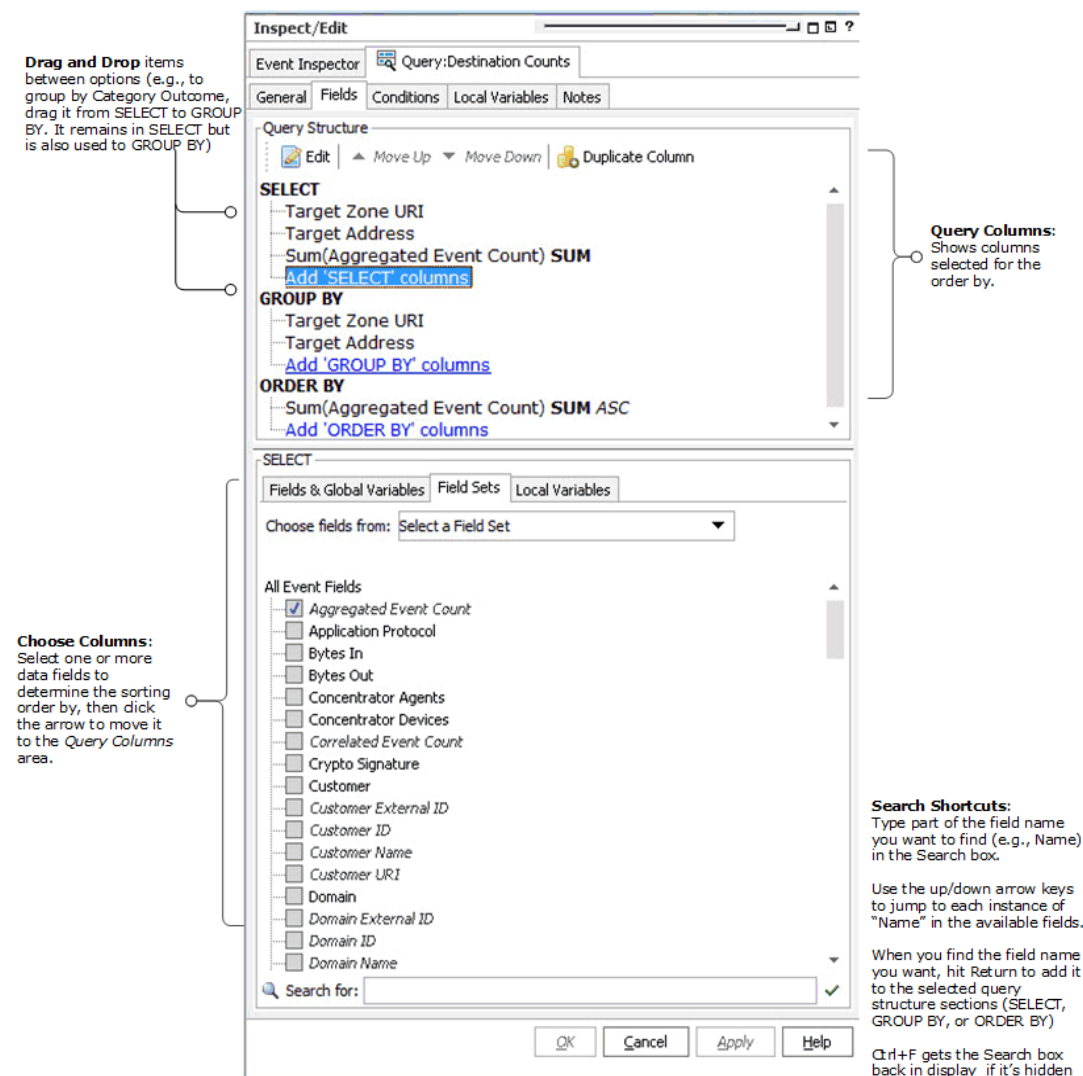 Inspect/Edit
?
Event Inspector
Query:Destination Counts
General
Fields
Conditions
Local Variables
Notes
Query Structure
Edit
Move Up
Move Down
Duplicate Column
SELECT
Target Zone URI
Target Address
Sum(Aggregated Event Count) SUM
Add 'SELECT' columns
GROUP BY
Target Zone URI
Target Address
Add 'GROUP BY' columns
ORDER BY
Sum(Aggregated Event Count) SUM ASC
Add 'ORDER BY' columns
SELECT
Fields & Global Variables
Field Sets
Local Variables
Choose fields from:
Select a Field Set
All Event Fields
Aggregated Event Count
Application Protocol
Bytes In
Bytes Out
Concentrator Agents
Concentrator Devices
Correlated Event Count
Crypto Signature
Customer
Customer External ID
Customer ID
Customer Name
Customer URI
Domain
Domain External ID
Domain ID
Domain Name
Search for:
OK
Cancel
Apply
Help
Drag and Drop items
between options (e.g., to
group by Category Outcome,
drag it from SELECT to GROUP
BY. It remains in SELECT but
is also used to GROUP BY)
Query Columns:
Shows columns
selected for the
order by.
Choose Columns:
Select one or more
data fields to
determine the sorting
order by, then click
the arrow to move it
to the Query Columns
area.
Search Shortcuts:
Type part of the field name
you want to find (e.g., Name)
in the Search box.
Use the up/down arrow keys
to jump to each instance of
"Name" in the available fields.
When you find the field name
you want, hit Return to add it
to the selected query
structure sections (SELECT,
GROUP BY, or ORDER BY)
Ctrl+F gets the Search box
back in display if it's hidden